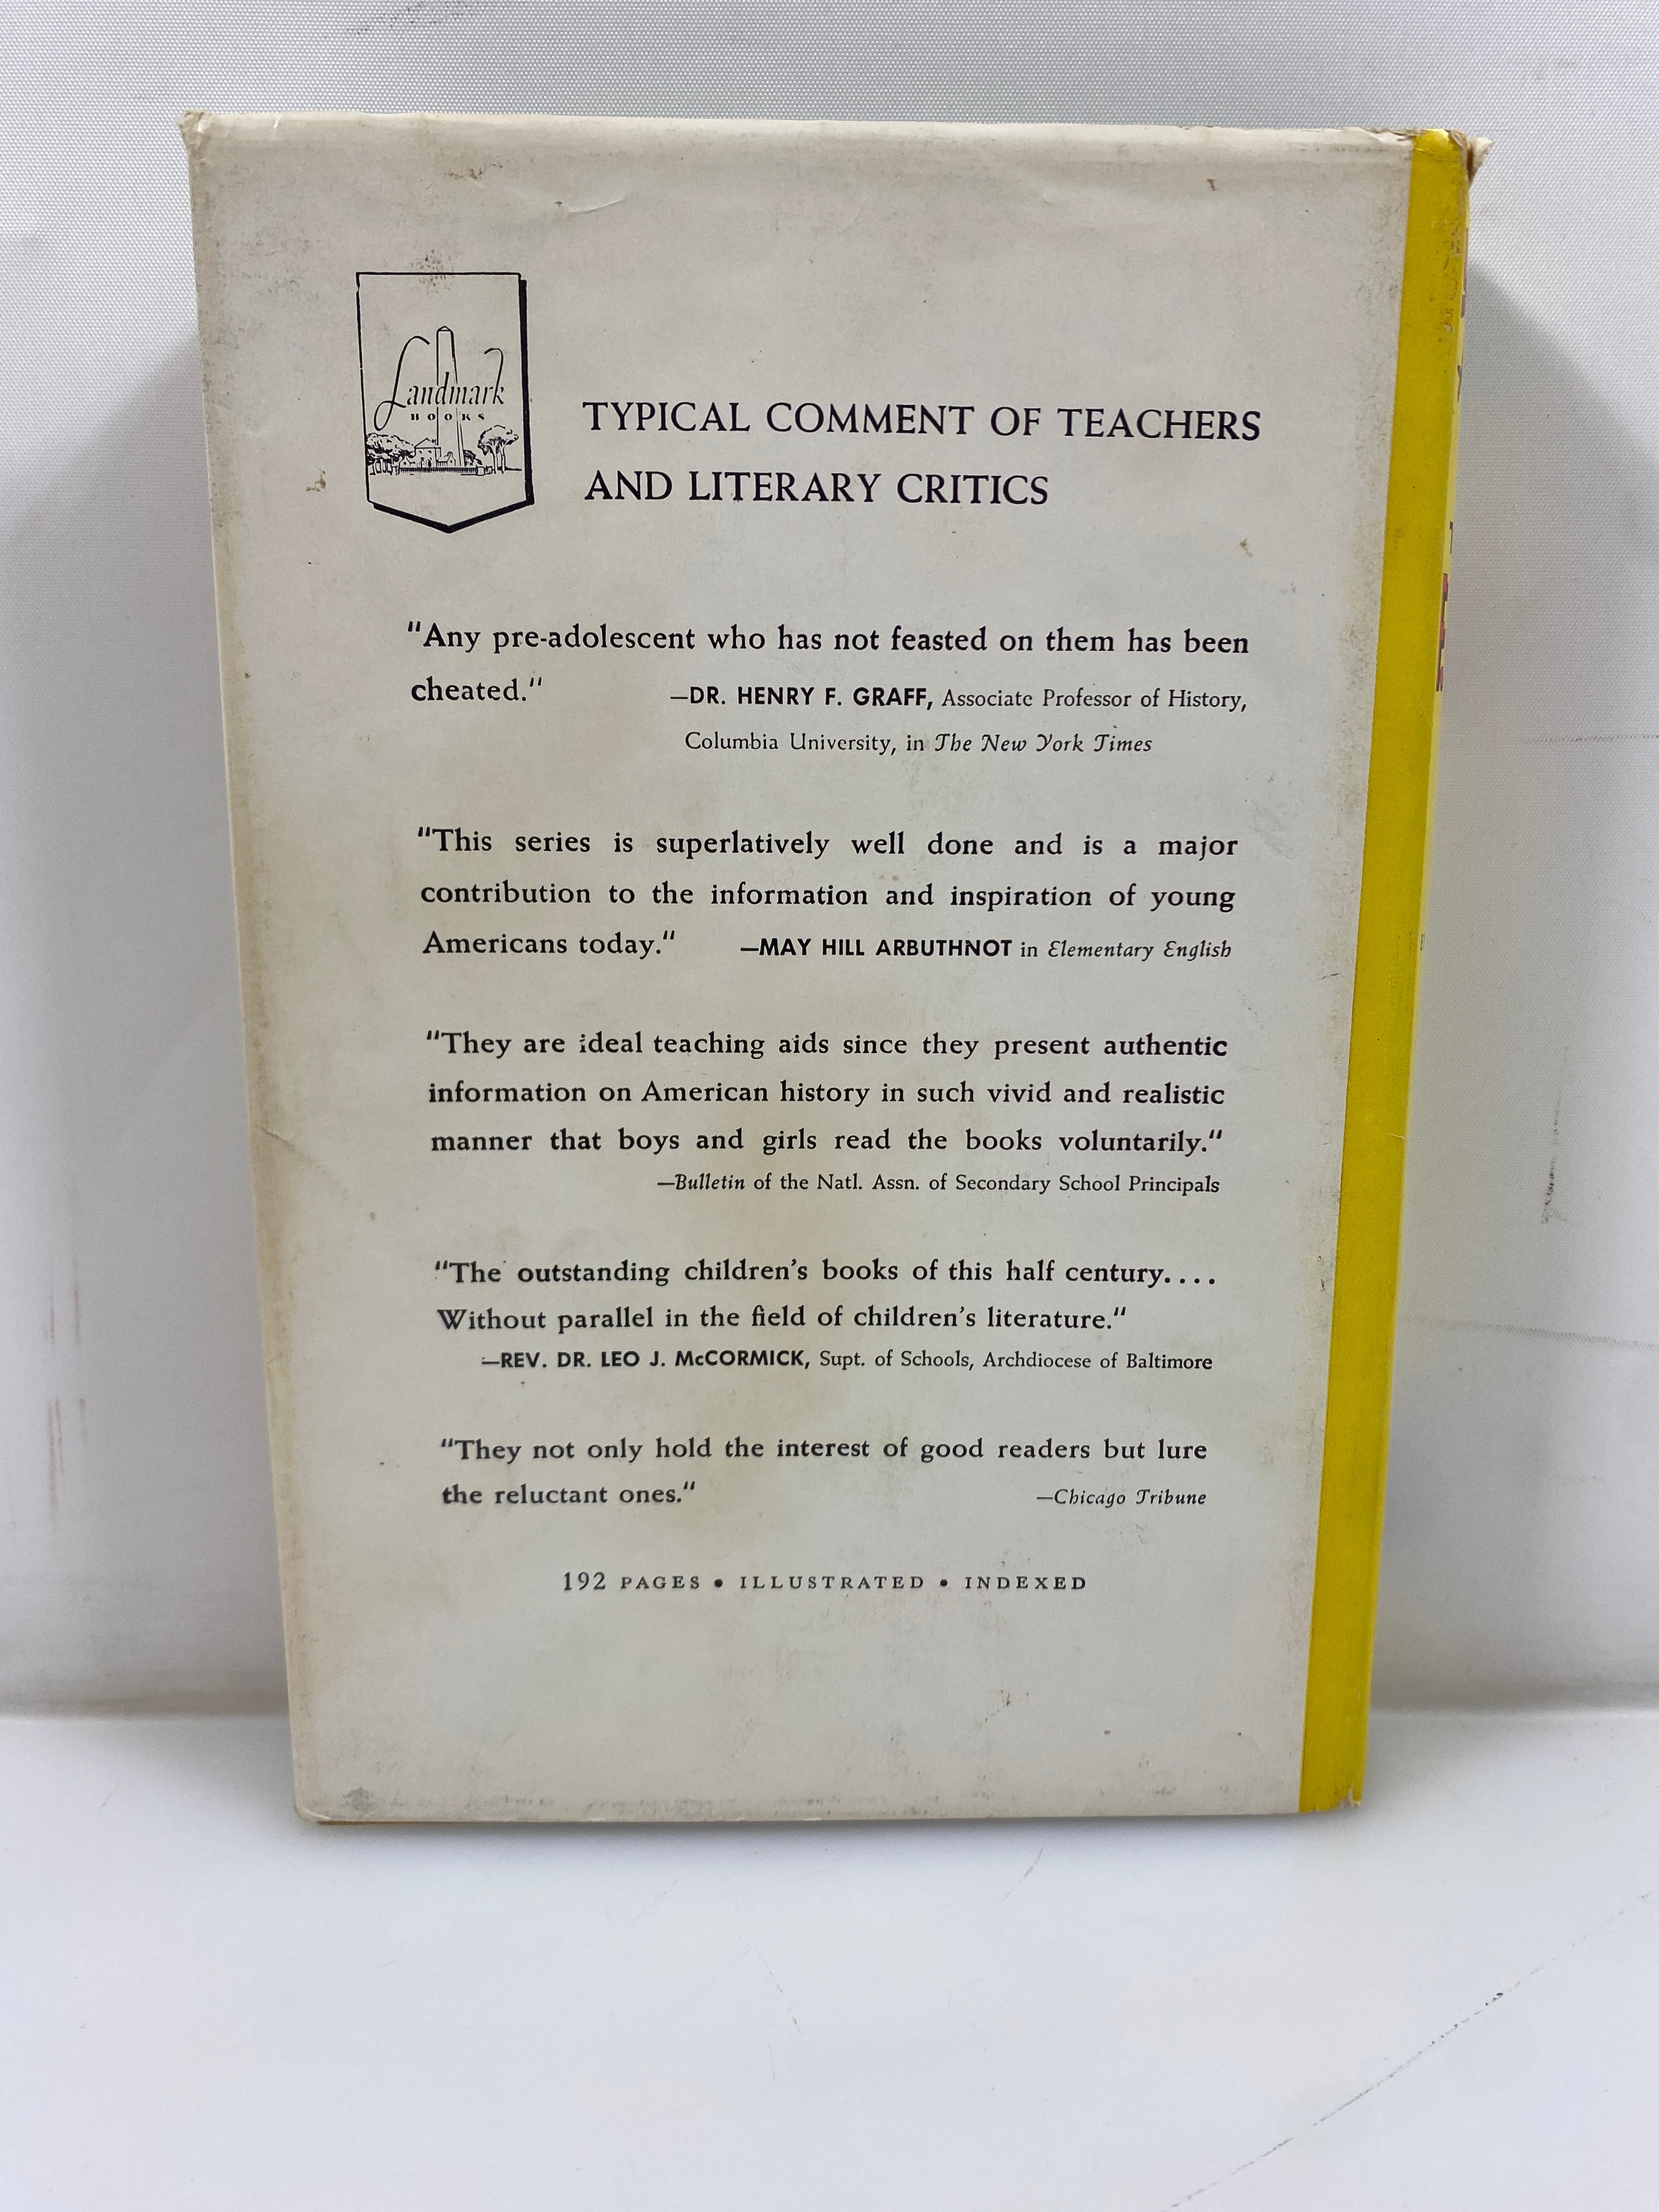 Landmark
BOOKS
TYPICAL COMMENT OF TEACHERS
AND LITERARY CRITICS
"Any pre-adolescent who has not feasted on them has been
cheated." —DR. HENRY F. GRAFF, Associate Professor of History,
Columbia University, in The New York Times
"This series is superlatively well done and is a major
contribution to the information and inspiration of young
Americans today." —MAY HILL ARBUTHNOT in Elementary English
"They are ideal teaching aids since they present authentic
information on American history in such vivid and realistic
manner that boys and girls read the books voluntarily."
—Bulletin of the Natl. Assn. of Secondary School Principals
"The outstanding children's books of this half century....
Without parallel in the field of children's literature."
—REV. DR. LEO J. McCORMICK, Supt. of Schools, Archdiocese of Baltimore
"They not only hold the interest of good readers but lure
the reluctant ones." —Chicago Tribune
192 PAGES • ILLUSTRATED • INDEXED